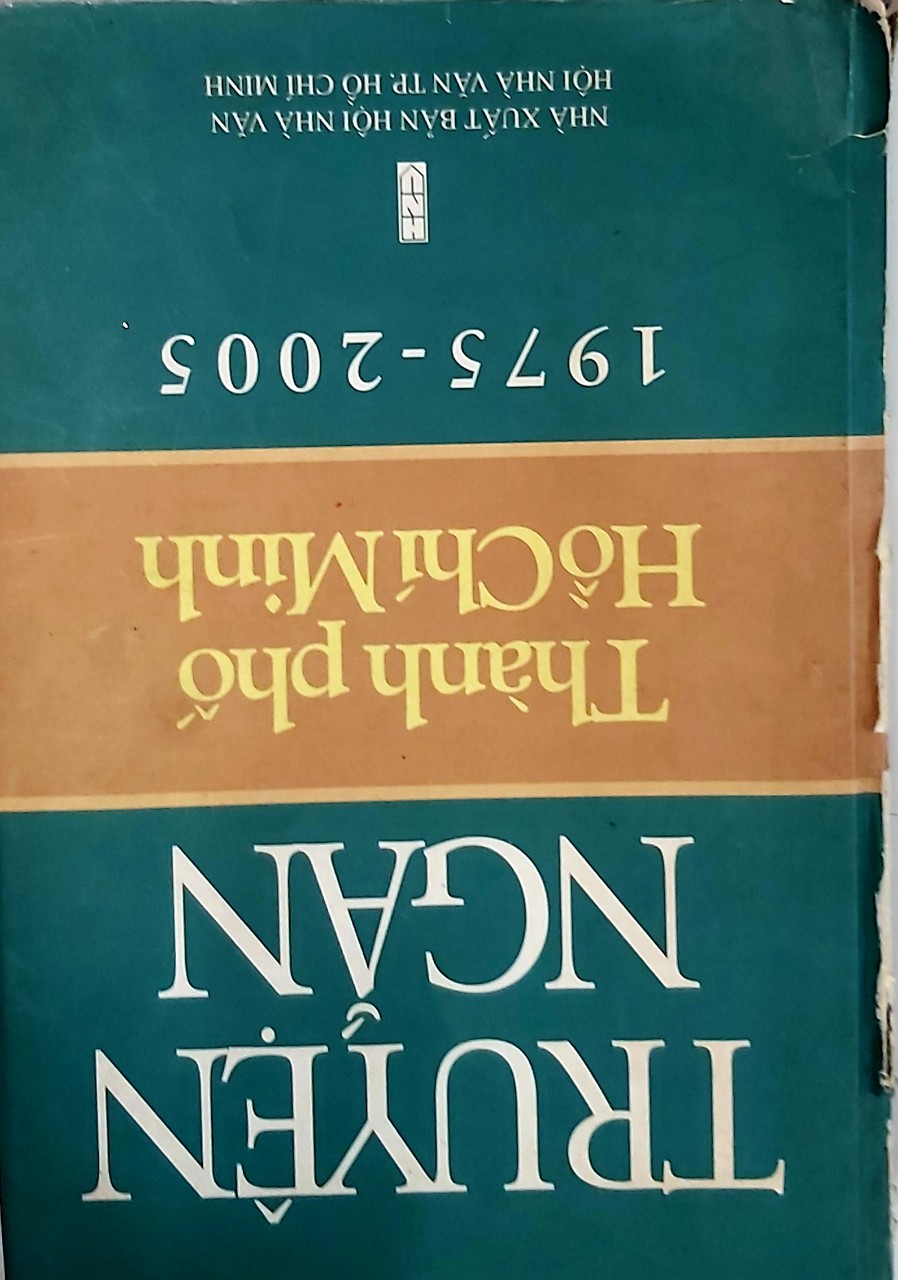 TRUYỆN
NGẮN
Thành phố
Hồ Chí Minh
1975 - 2005
HNV
NHÀ XUẤT BẢN HỘI NHÀ VĂN
HỘI NHÀ VĂN TP. HỒ CHÍ MINH